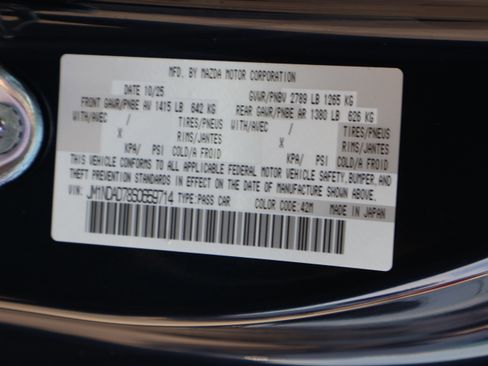 MFD. BY MAZDA MOTOR CORPORATION
DATE 10/25 GVWR/PNBV 2789 LB 1265 KG
FRONT GAWR/PNBE AV 1415 LB 642 KG REAR GAWR/PNBE AR 1380 LB 626 KG
WITH/AVEC / TIRES/PNEUS WITH/AVEC / TIRES/PNEUS
X RIMS/JANTES X RIMS/JANTES
KPA/ PSI COLD/A FROID KPA/ PSI COLD/A FROID
THIS VEHICLE CONFORMS TO ALL APPLICABLE FEDERAL MOTOR VEHICLE SAFETY, BUMPER, AND
THEFT PREVENTION STANDARDS IN EFFECT ON THE DATE OF MANUFACTURE SHOWN ABOVE.
VIN: JM1NDAD78S0659714 TYPE:PASS CAR COLOR CODE:42M MADE IN JAPAN